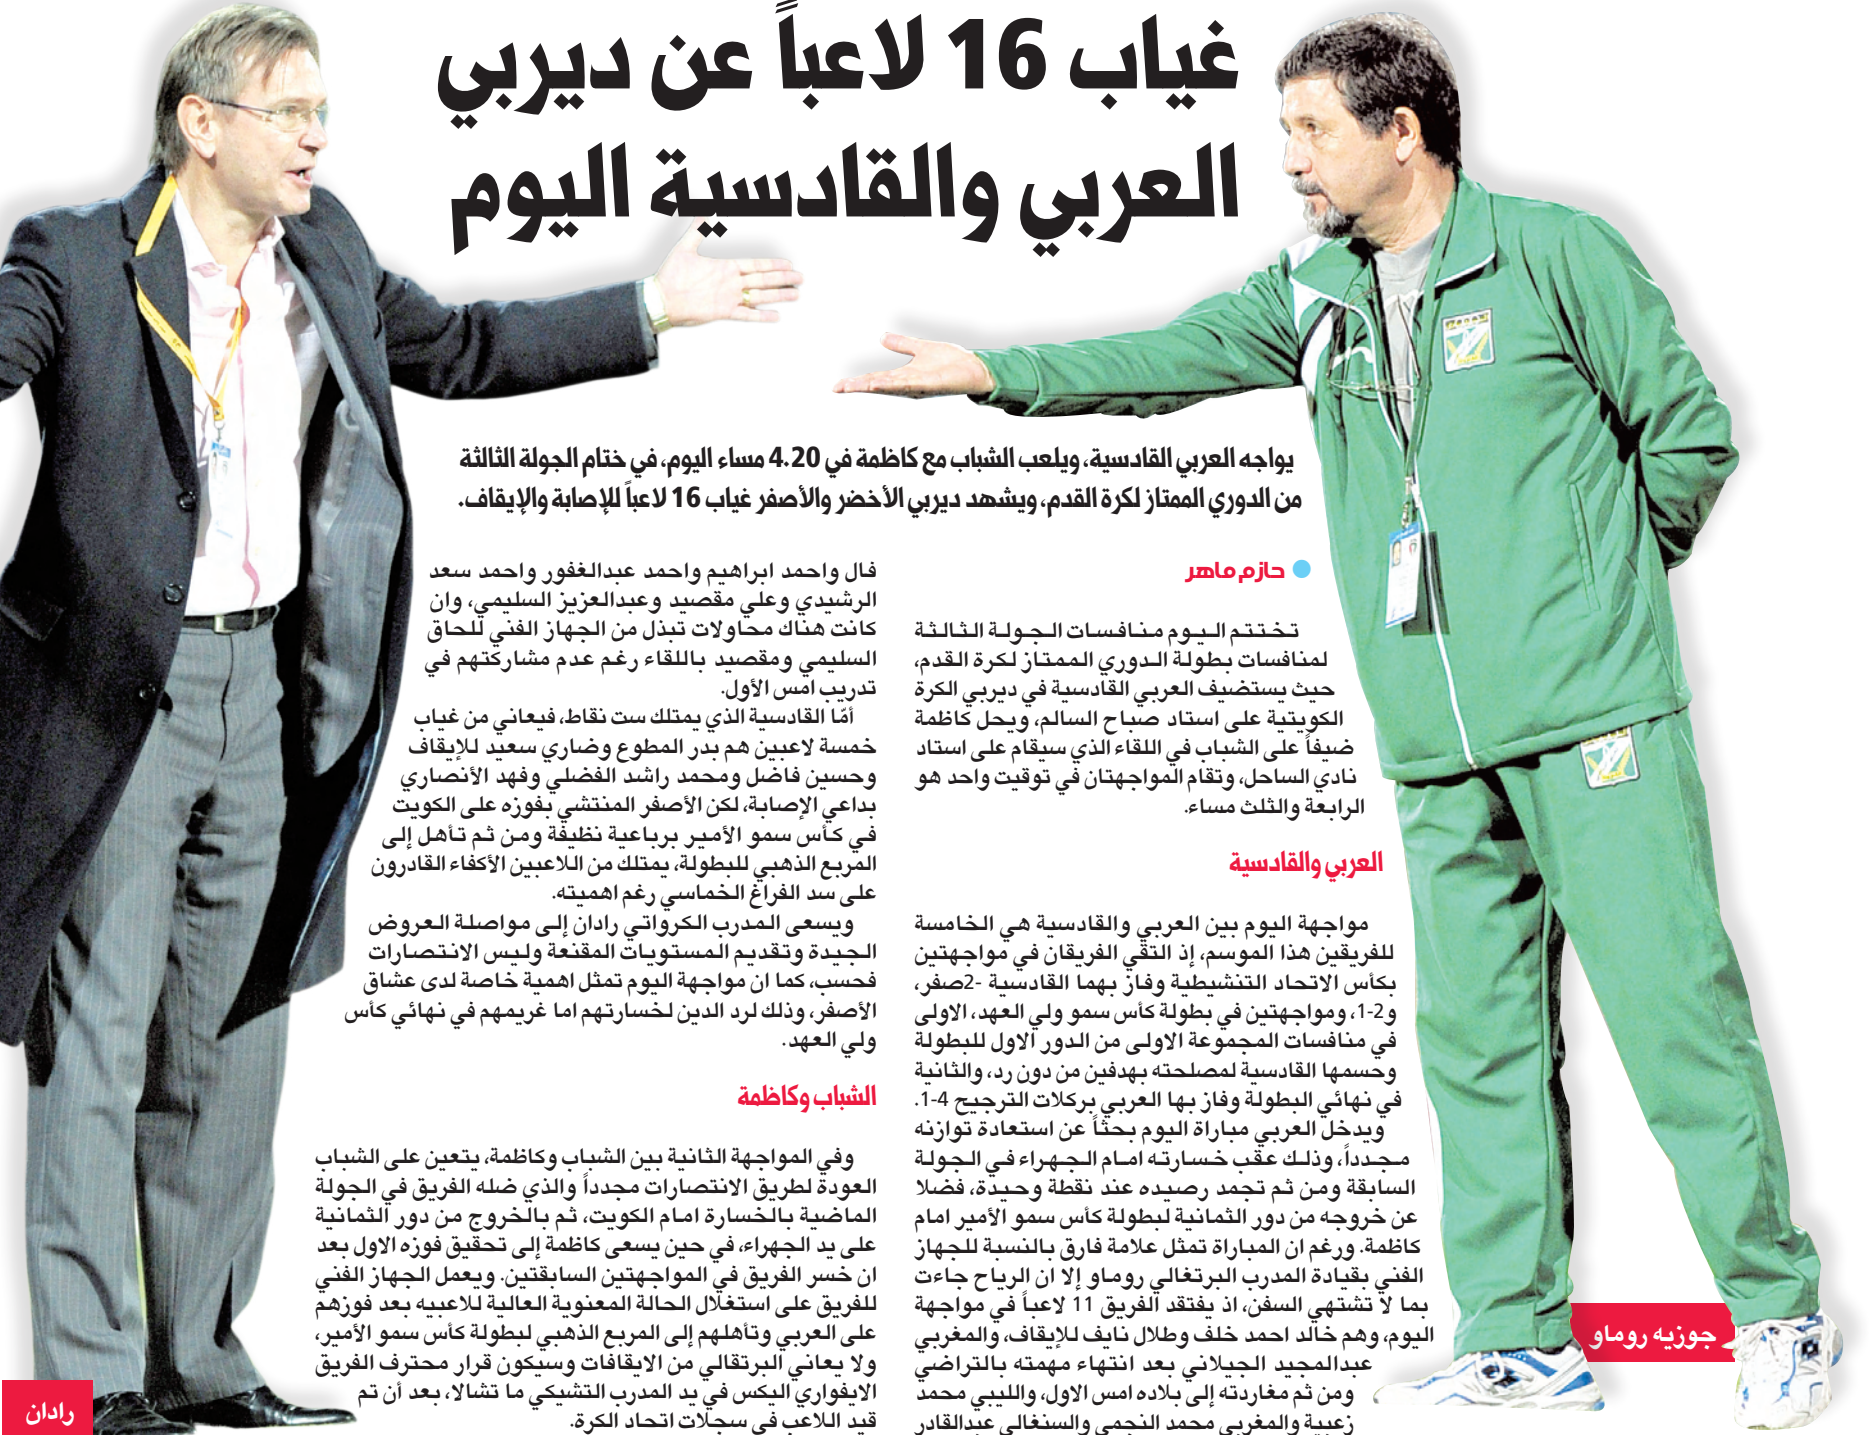 غياب 16 لاعباً عن ديربي
العربي والقادسية اليوم
يواجه العربي القادسية، ويلعب الشباب مع كاظمة في 4.20 مساء اليوم، في ختام الجولة الثالثة
من الدوري الممتاز لكرة القدم، ويشهد ديربي الأخضر والأصفر غياب 16 لاعباً للإصابة والإيقاف.
● حازم ماهر
تختتم اليوم منافسات الجولة الثالثة
لمنافسات بطولة الدوري الممتاز لكرة القدم،
حيث يستضيف العربي القادسية في ديربي الكرة
الكويتية على استاد صباح السالم، ويحل كاظمة
ضيفاً على الشباب في اللقاء الذي سيقام على استاد
نادي الساحل، وتقام المواجهتان في توقيت واحد هو
الرابعة والثلث مساء.
العربي والقادسية
مواجهة اليوم بين العربي والقادسية هي الخامسة
للفريقين هذا الموسم، إذ التقي الفريقان في مواجهتين
بكأس الاتحاد التنشيطية وفاز بهما القادسية -2صفر،
و2-1، ومواجهتين في بطولة كأس سمو ولي العهد، الاولى
في منافسات المجموعة الاولى من الدور الاول للبطولة
وحسمها القادسية لمصلحته بهدفين من دون رد، والثانية
في نهائي البطولة وفاز بها العربي بركلات الترجيح 4-1.
ويدخل العربي مباراة اليوم بحثاً عن استعادة توازنه
مجدداً، وذلك عقب خسارته امام الجهراء في الجولة
السابقة ومن ثم تجمد رصيده عند نقطة وحيدة، فضلا
عن خروجه من دور الثمانية لبطولة كأس سمو الأمير امام
كاظمة. ورغم ان المباراة تمثل علامة فارق بالنسبة للجهاز
الفني بقيادة المدرب البرتغالي روماو إلا ان الرياح جاءت
بما لا تشتهي السفن، اذ يفتقد الفريق 11 لاعباً في مواجهة
اليوم، وهم خالد احمد خلف وطلال نايف للإيقاف، والمغربي
عبدالمجيد الجيلاني بعد انتهاء مهمته بالتراضي
ومن ثم مغاردته إلى بلاده امس الاول، والليبي محمد
زعبية والمغربي محمد النجمي والسنغالي عبدالقادر
فال واحمد ابراهيم واحمد عبدالغفور واحمد سعد
الرشيدي وعلي مقصيد وعبدالعزيز السليمي، وان
كانت هناك محاولات تبذل من الجهاز الفني للحاق
السليمي ومقصيد باللقاء رغم عدم مشاركتهم في
تدريب امس الأول.
أمّا القادسية الذي يمتلك ست نقاط، فيعاني من غياب
خمسة لاعبين هم بدر المطوع وضاري سعيد للإيقاف
وحسين فاضل ومحمد راشد الفضلي وفهد الأنصاري
بداعي الإصابة، لكن الأصفر المنتشي بفوزه على الكويت
في كأس سمو الأمير برباعية نظيفة ومن ثم تأهل إلى
المربع الذهبي للبطولة، يمتلك من اللاعبين الأكفاء القادرون
على سد الفراغ الخماسي رغم اهميته.
ويسعى المدرب الكرواتي رادان إلى مواصلة العروض
الجيدة وتقديم المستويات المقنعة وليس الانتصارات
فحسب، كما ان مواجهة اليوم تمثل اهمية خاصة لدى عشاق
الأصفر، وذلك لرد الدين لخسارتهم اما غريمهم في نهائي كأس
ولي العهد.
الشباب وكاظمة
وفي المواجهة الثانية بين الشباب وكاظمة، يتعين على الشباب
العودة لطريق الانتصارات مجدداً والذي ضله الفريق في الجولة
الماضية بالخسارة امام الكويت، ثم بالخروج من دور الثمانية
على يد الجهراء، في حين يسعى كاظمة إلى تحقيق فوزه الاول بعد
ان خسر الفريق في المواجهتين السابقتين. ويعمل الجهاز الفني
للفريق على استغلال الحالة المعنوية العالية للاعبيه بعد فوزهم
على العربي وتأهلهم إلى المربع الذهبي لبطولة كأس سمو الأمير،
ولا يعاني البرتقالي من الايقافات وسيكون قرار محترف الفريق
الايفواري اليكس في يد المدرب التشيكي ما تشالا، بعد أن تم
قيد اللاعب في سجلات اتحاد الكرة.
جوزيه روماو
رادان